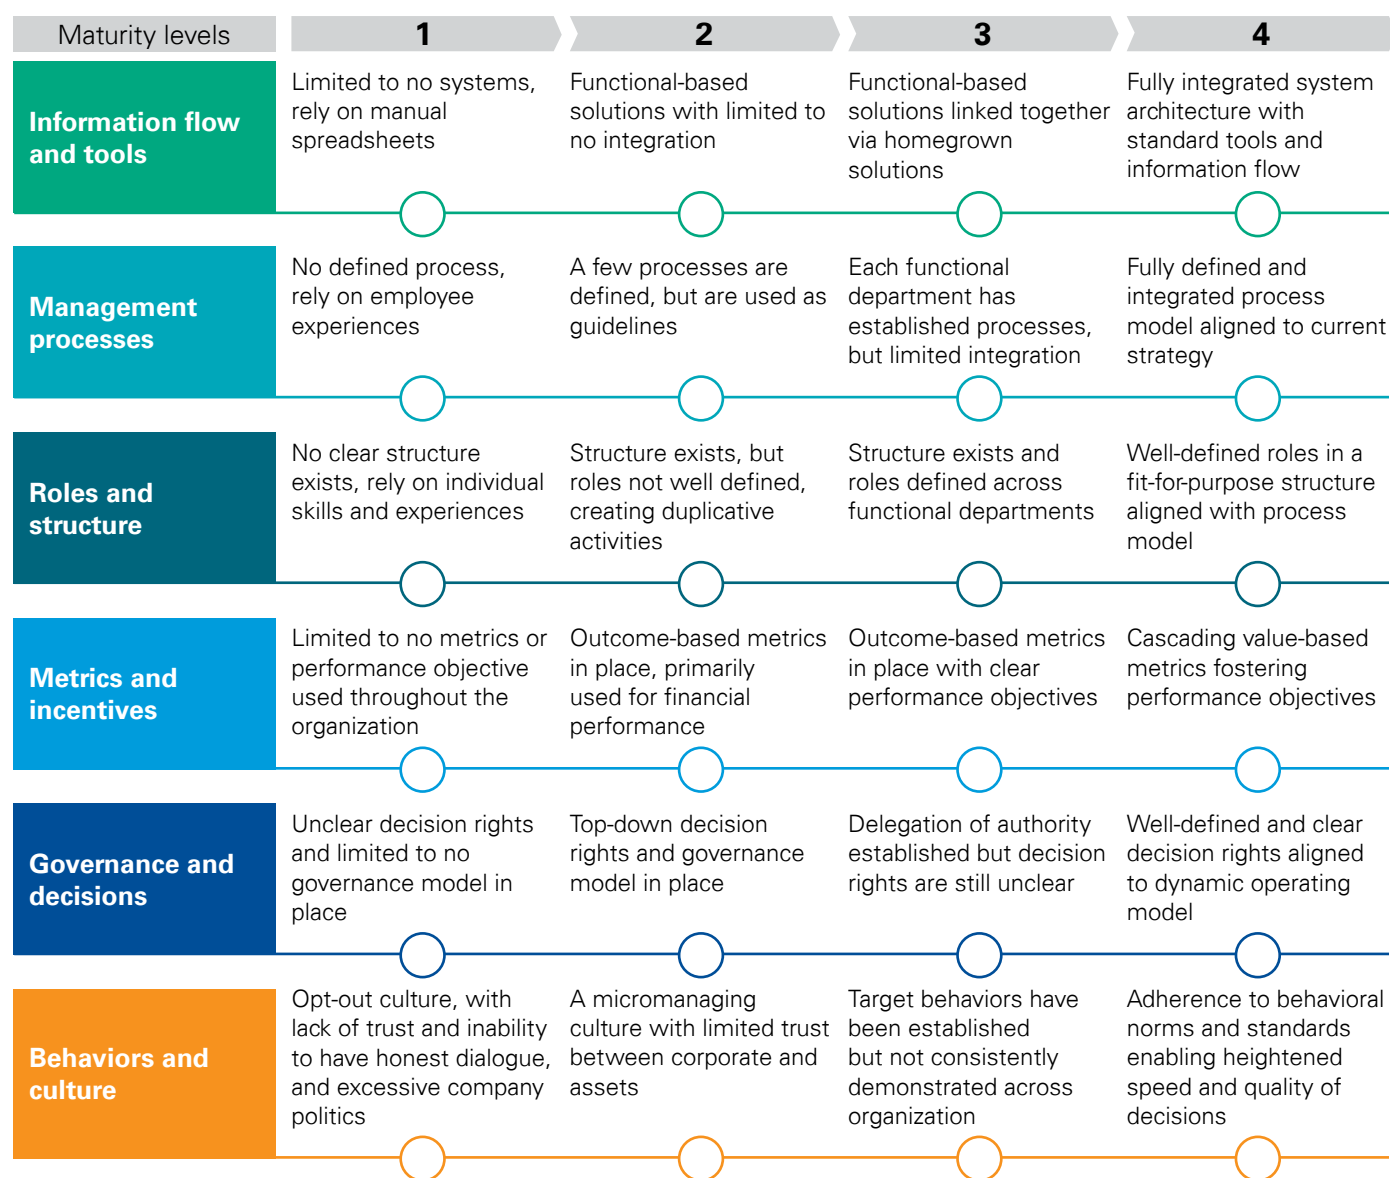 Maturity levels
1
2
3
4
Information flow
and tools
Limited to no systems,
rely on manual
spreadsheets
Functional-based
solutions with limited to
no integration
Functional-based
solutions linked together
via homegrown
solutions
Fully integrated system
architecture with
standard tools and
information flow
Management
processes
No defined process,
rely on employee
experiences
A few processes are
defined, but are used as
guidelines
Each functional
department has
established processes,
but limited integration
Fully defined and
integrated process
model aligned to current
strategy
Roles and
structure
No clear structure
exists, rely on individual
skills and experiences
Structure exists, but
roles not well defined,
creating duplicative
activities
Structure exists and
roles defined across
functional departments
Well-defined roles in a
fit-for-purpose structure
aligned with process
model
Metrics and
incentives
Limited to no metrics or
performance objective
used throughout the
organization
Outcome-based metrics
in place, primarily
used for financial
performance
Outcome-based metrics
in place with clear
performance objectives
Cascading value-based
metrics fostering
performance objectives
Governance and
decisions
Unclear decision rights
and limited to no
governance model in
place
Top-down decision
rights and governance
model in place
Delegation of authority
established but decision
rights are still unclear
Well-defined and clear
decision rights aligned
to dynamic operating
model
Behaviors and
culture
Opt-out culture, with
lack of trust and inability
to have honest dialogue,
and excessive company
politics
A micromanaging
culture with limited trust
between corporate and
assets
Target behaviors have
been established
but not consistently
demonstrated across
organization
Adherence to behavioral
norms and standards
enabling heightened
speed and quality of
decisions